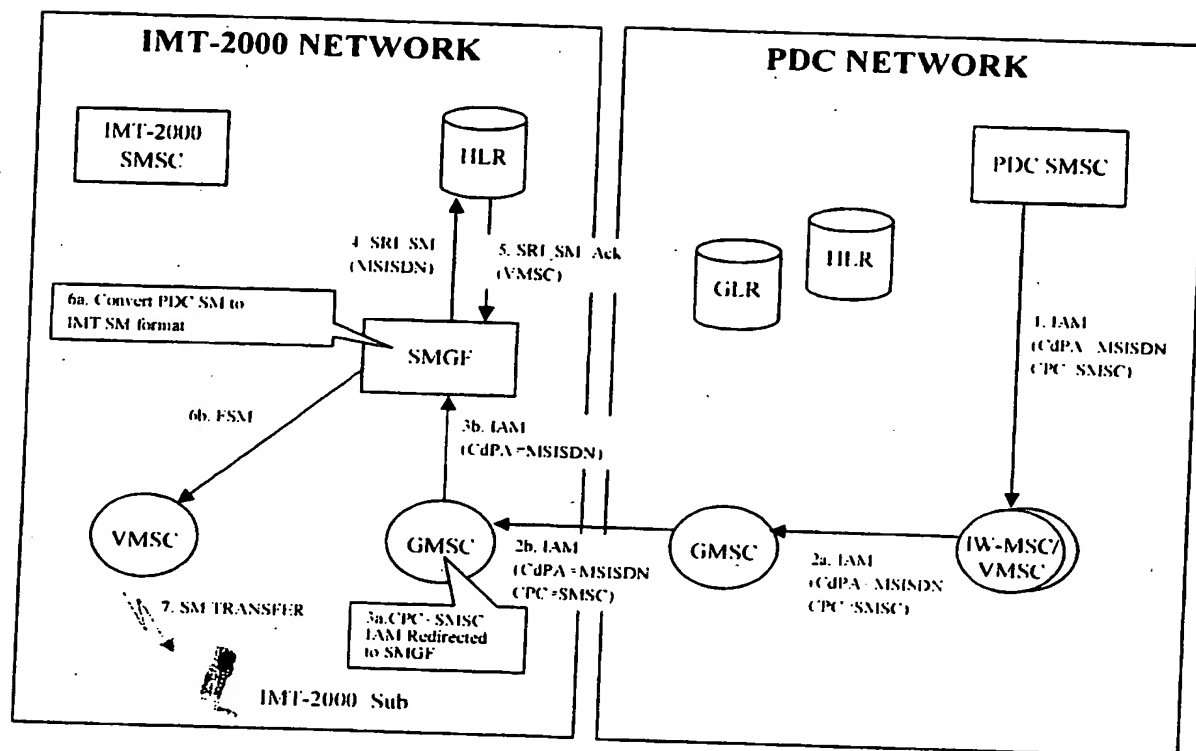 IMT-2000 NETWORK
PDC NETWORK
IMT-2000
SMSC
HLR
PDC SMSC
4. SRI_SM
(MSISDN)
5. SRI_SM_Ack
(VMSC)
GLR
HLR
6a. Convert PDC SM to
IMT SM format
SMGF
1. IAM
(CdPA=MSISDN
CPC=SMSC)
6b. FSM
3b. IAM
(CdPA=MSISDN)
VMSC
GMSC
GMSC
IW-MSC/
VMSC
2b. IAM
(CdPA=MSISDN
CPC=SMSC)
2a. IAM
(CdPA=MSISDN
CPC=SMSC)
7. SM TRANSFER
3a.CPC=SMSC
IAM Redirected
to SMGF
IMT-2000 Sub